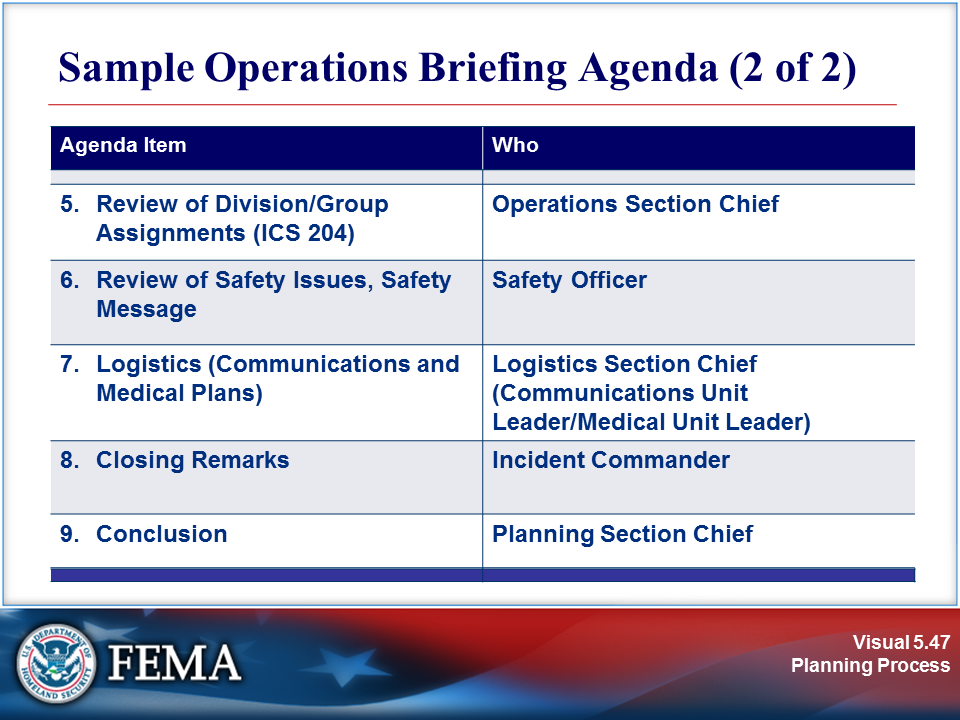 Sample Operations Briefing Agenda (2 of 2)
Agenda Item Who
5. Review of Division/Group
Assignments (ICS 204)
Operations Section Chief
6. Review of Safety Issues, Safety
Message
Safety Officer
7. Logistics (Communications and
Medical Plans)
Logistics Section Chief
(Communications Unit
Leader/Medical Unit Leader)
8. Closing Remarks
Incident Commander
9. Conclusion
Planning Section Chief
U.S. DEPARTMENT OF
HOMELAND SECURITY
FEMA
Visual 5.47
Planning Process